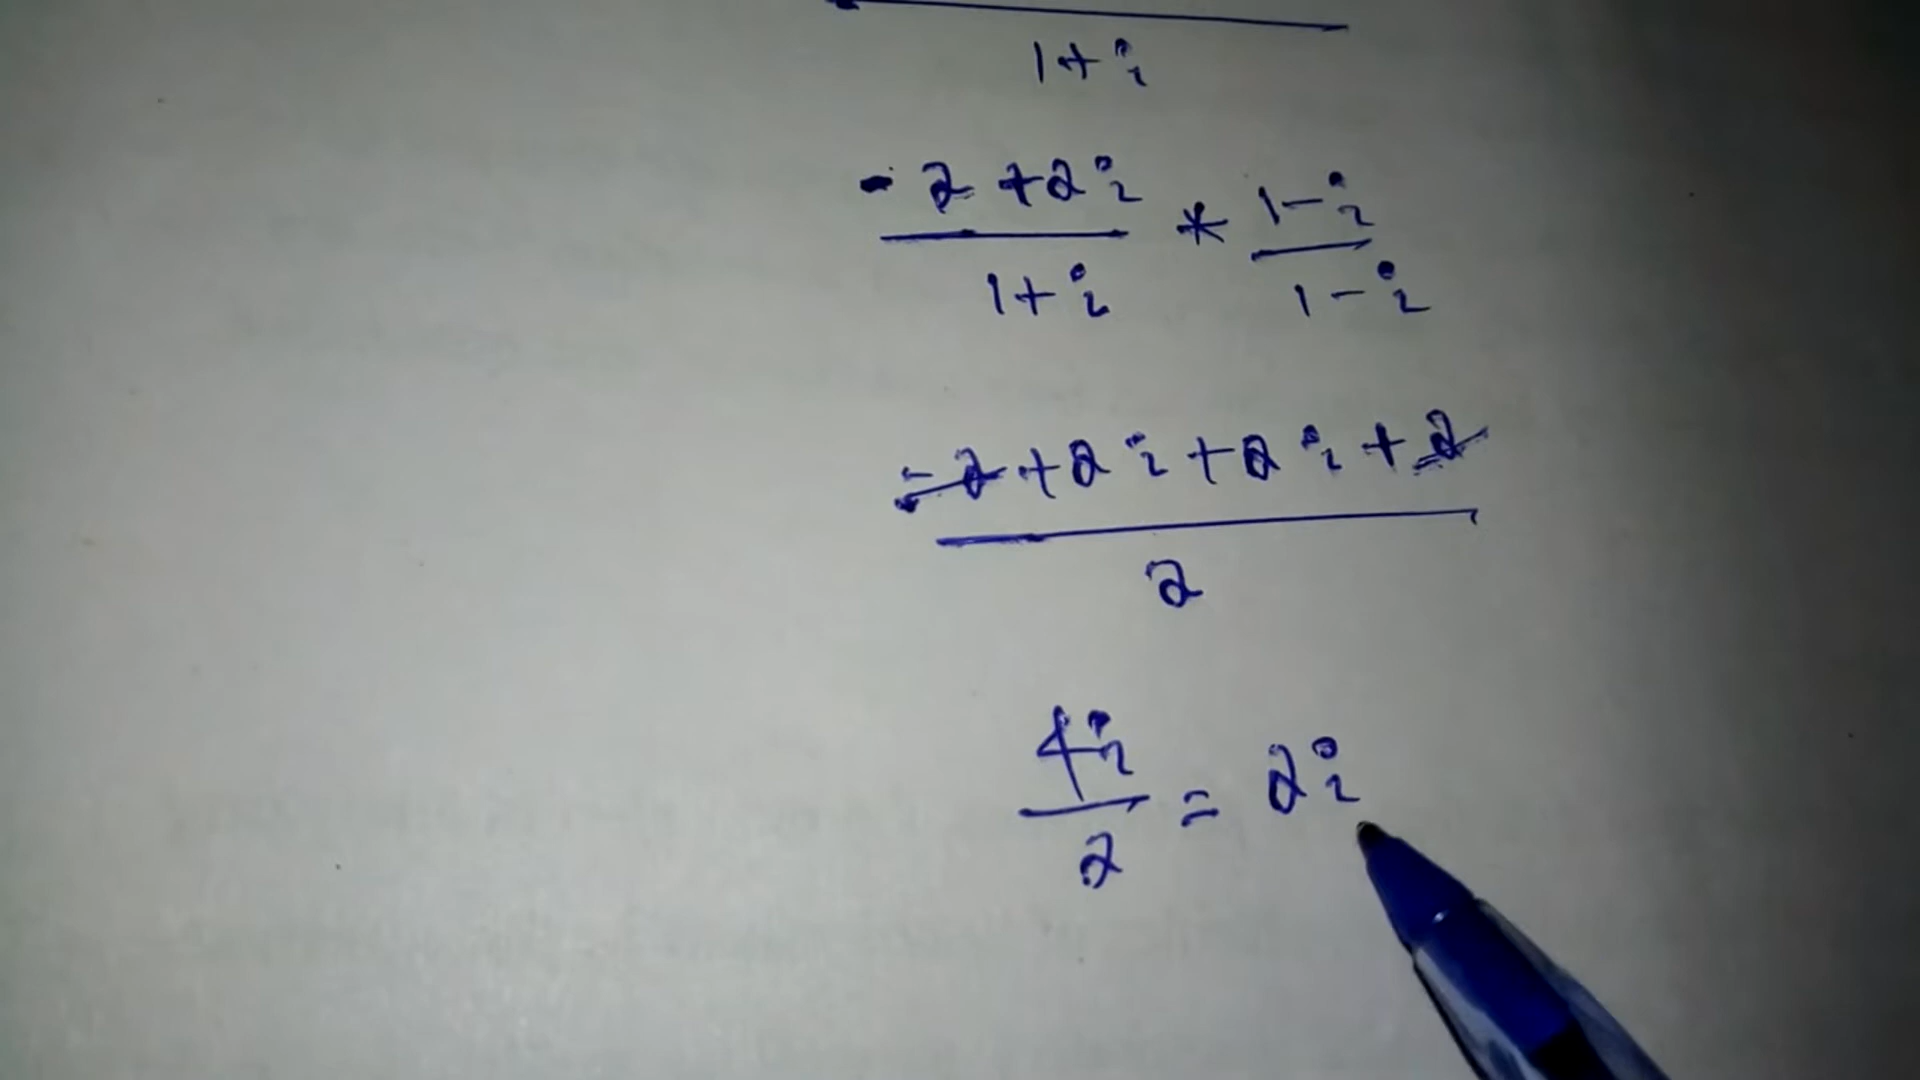 1+i
-2+2i/1+i * 1-i/1-i
-2+2i+2i+2/2
4i/2 = 2i